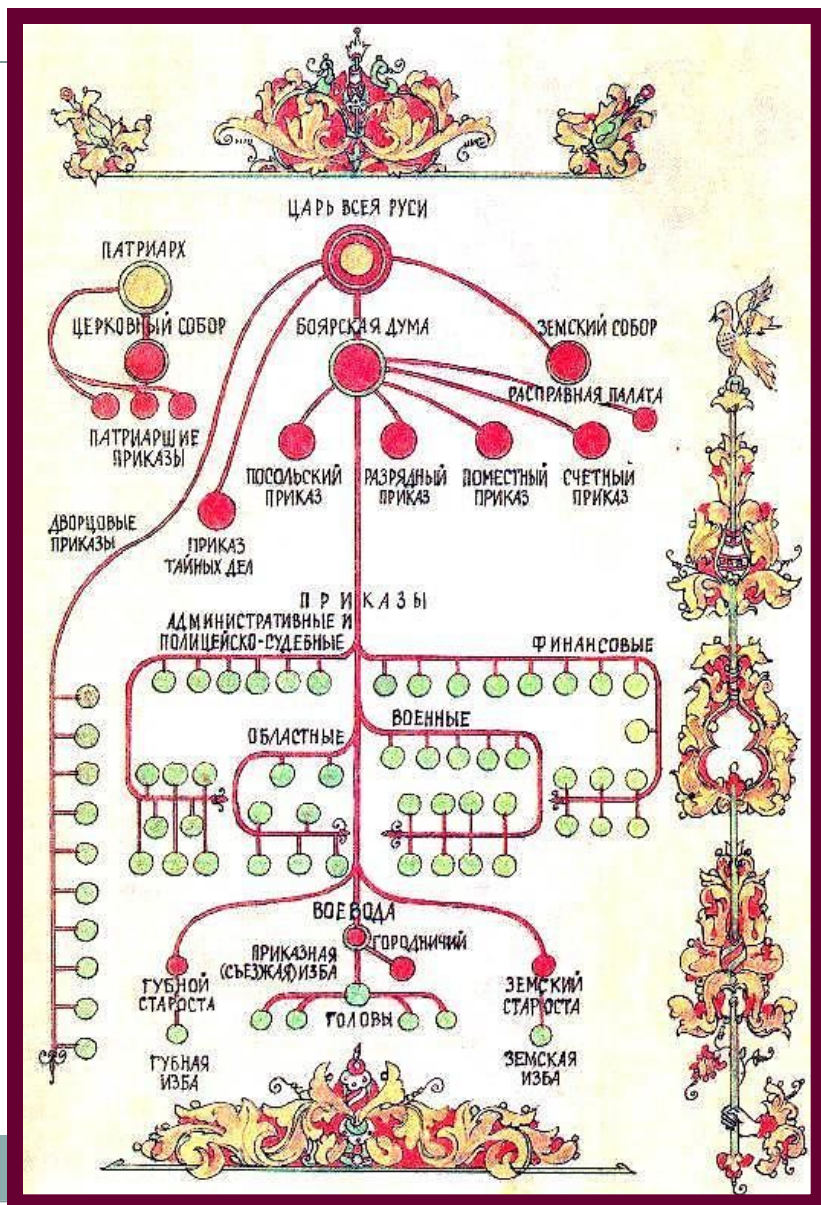 ЦАРЬ ВСЕЯ РУСИ
ПАТРИАРХ
ЦЕРКОВНЫЙ СОБОР
БОЯРСКАЯ ДУМА
ЗЕМСКИЙ СОБОР
РАСПРАВНАЯ ПАЛАТА
ПАТРИАРШИЕ
ПРИКАЗЫ
ПОСОЛЬСКИЙ
ПРИКАЗ
РАЗРЯДНЫЙ
ПРИКАЗ
ПОМЕСТНЫЙ
ПРИКАЗ
СЧЕТНЫЙ
ПРИКАЗ
ДВОРЦОВЫЕ
ПРИКАЗЫ
ПРИКАЗ
ТАЙНЫХ ДЕЛ
ПРИКАЗЫ
АДМИНИСТРАТИВНЫЕ И
ПОЛИЦЕЙСКО-СУДЕБНЫЕ
ФИНАНСОВЫЕ
ОБЛАСТНЫЕ
ВОЕННЫЕ
ВОЕВОДА
ГОРОДНИЧИЙ
ПРИКАЗНАЯ
(СЪЕЗЖАЯ) ИЗБА
ГУБНОЙ
СТАРОСТА
ГОЛОВЫ
ЗЕМСКИЙ
СТАРОСТА
ГУБНАЯ
ИЗБА
ЗЕМСКАЯ
ИЗБА